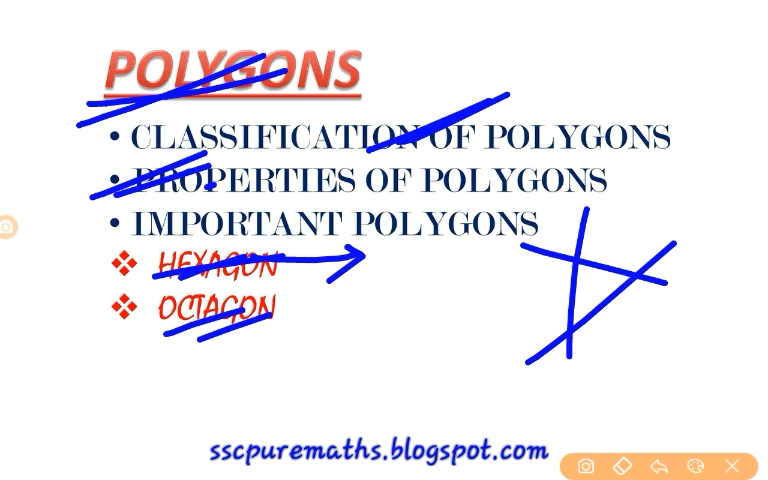 POLYGONS
• CLASSIFICATION OF POLYGONS
• PROPERTIES OF POLYGONS
• IMPORTANT POLYGONS
❖ HEXAGON
❖ OCTAGON
sscpuremaths.blogspot.com